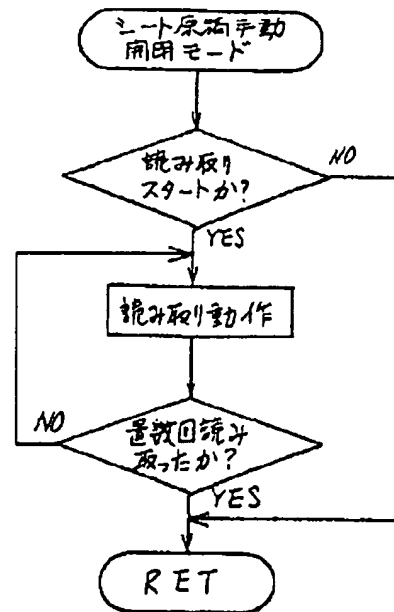 シート原稿手動
開閉モード
読み取り
スタートか?
NO
YES
読み取り動作
置数回読み
取ったか?
NO
YES
RET